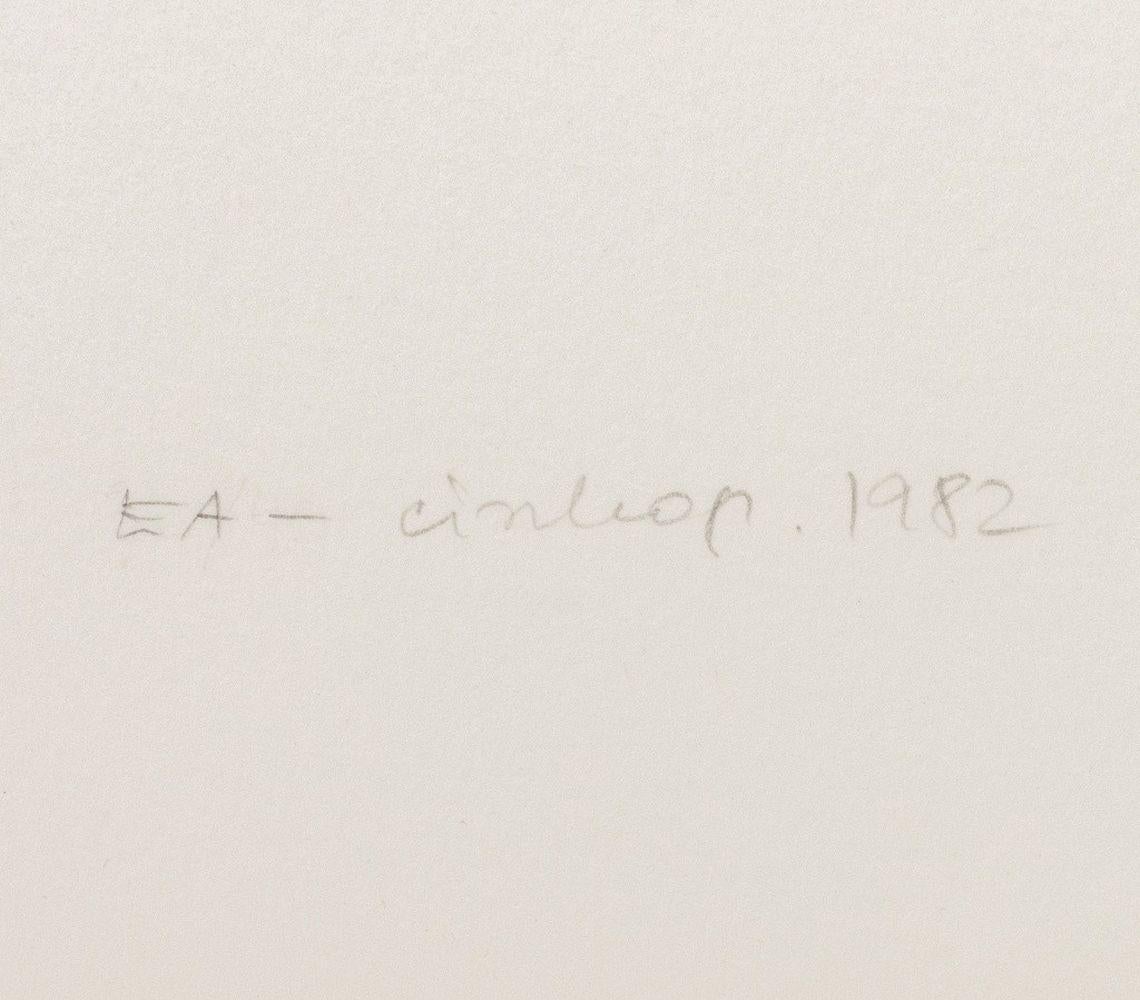 EA — . 1982